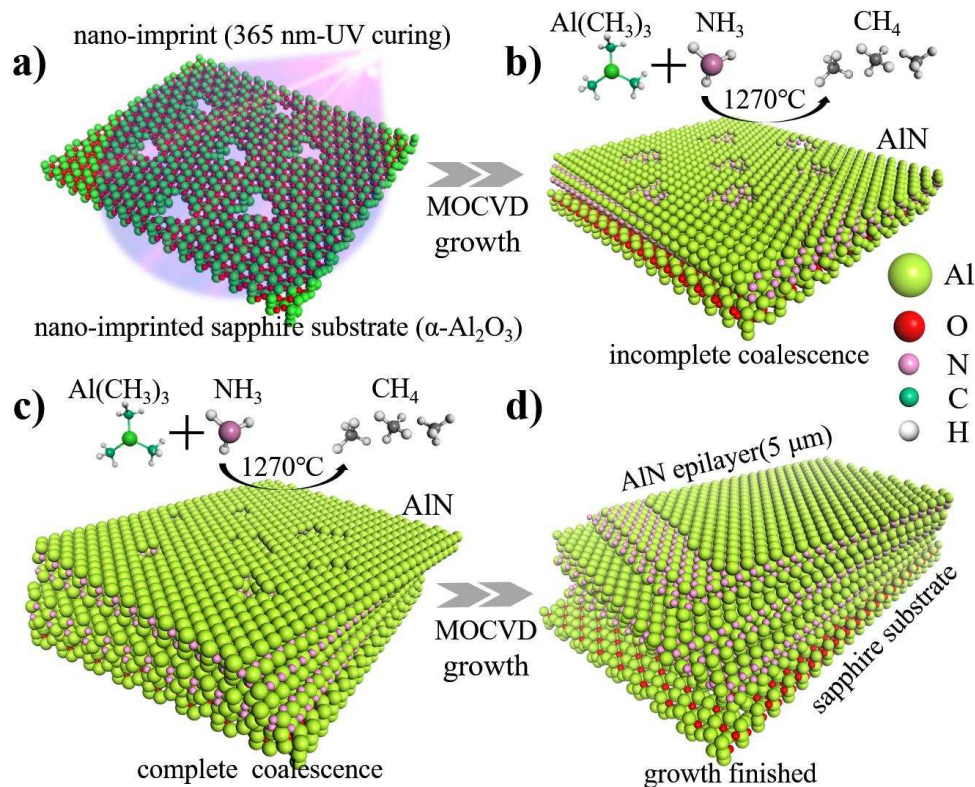 a)
nano-imprint (365 nm-UV curing)
nano-imprinted sapphire substrate (α-Al₂O₃)
MOCVD
growth
b)
Al(CH₃)₃
NH₃
CH₄
1270℃
AlN
incomplete coalescence
Al
O
N
C
H
c)
Al(CH₃)₃
NH₃
CH₄
1270℃
AlN
complete coalescence
MOCVD
growth
d)
AlN epilayer(5 μm)
sapphire substrate
growth finished